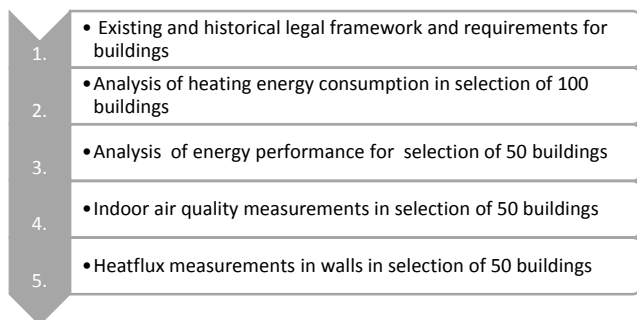 1. • Existing and historical legal framework and requirements for
buildings
2. •Analysis of heating energy consumption in selection of 100
buildings
3. •Analysis of energy performance for selection of 50 buildings
4. •Indoor air quality measurements in selection of 50 buildings
5. •Heatflux measurements in walls in selection of 50 buildings